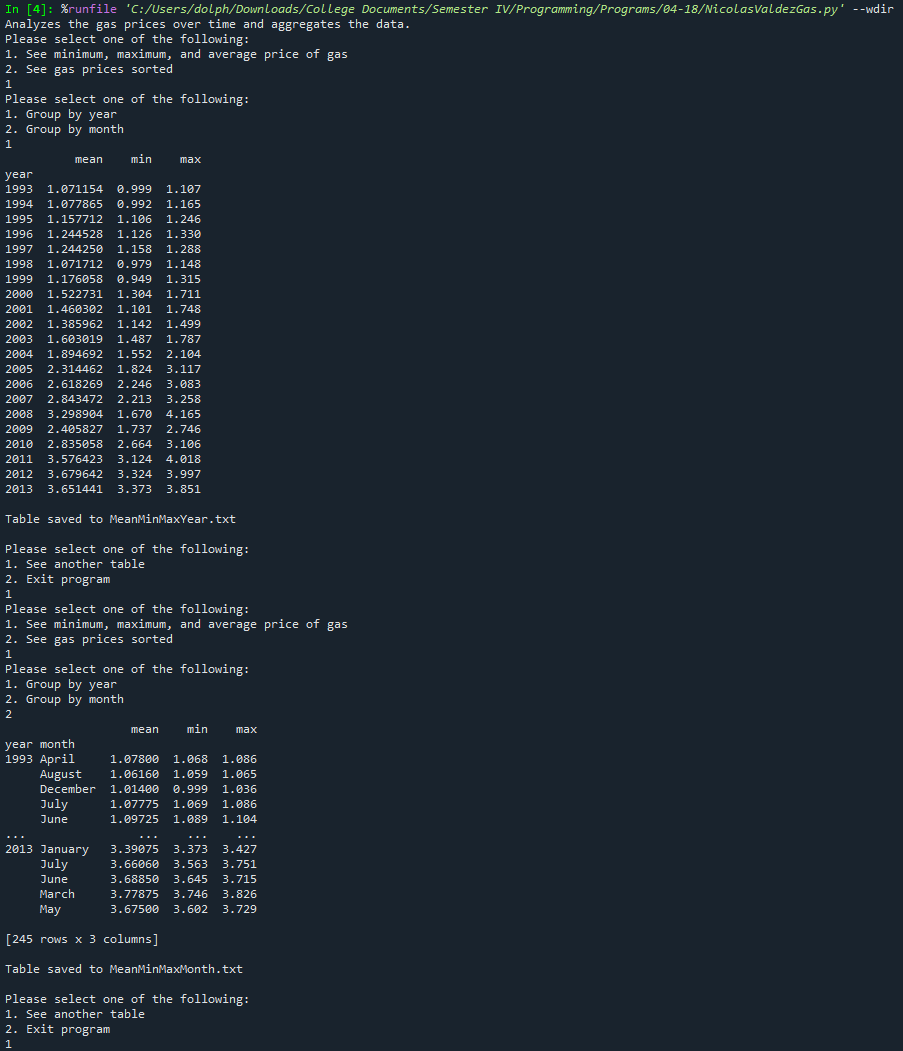 In [4]: %runfile 'C:/Users/dolph/Downloads/College Documents/Semester IV/Programming/Programs/04-18/NicolasValdezGas.py' --wdir
Analyzes the gas prices over time and aggregates the data.
Please select one of the following:
1. See minimum, maximum, and average price of gas
2. See gas prices sorted
1
Please select one of the following:
1. Group by year
2. Group by month
1
          mean    min    max
year
1993  1.071154  0.999  1.107
1994  1.077865  0.992  1.165
1995  1.157712  1.106  1.246
1996  1.244528  1.126  1.330
1997  1.244250  1.158  1.288
1998  1.071712  0.979  1.148
1999  1.176058  0.949  1.315
2000  1.522731  1.304  1.711
2001  1.460302  1.101  1.748
2002  1.385962  1.142  1.499
2003  1.603019  1.487  1.787
2004  1.894692  1.552  2.104
2005  2.314462  1.824  3.117
2006  2.618269  2.246  3.083
2007  2.843472  2.213  3.258
2008  3.298904  1.670  4.165
2009  2.405827  1.737  2.746
2010  2.835058  2.664  3.106
2011  3.576423  3.124  4.018
2012  3.679642  3.324  3.997
2013  3.651441  3.373  3.851
Table saved to MeanMinMaxYear.txt
Please select one of the following:
1. See another table
2. Exit program
1
Please select one of the following:
1. See minimum, maximum, and average price of gas
2. See gas prices sorted
1
Please select one of the following:
1. Group by year
2. Group by month
2
                  mean    min    max
year month
1993 April     1.07800  1.068  1.086
     August    1.06160  1.059  1.065
     December  1.01400  0.999  1.036
     July      1.07775  1.069  1.086
     June      1.09725  1.089  1.104
...                ...    ...    ...
2013 January   3.39075  3.373  3.427
     July      3.66060  3.563  3.751
     June      3.68850  3.645  3.715
     March     3.77875  3.746  3.826
     May       3.67500  3.602  3.729
[245 rows x 3 columns]
Table saved to MeanMinMaxMonth.txt
Please select one of the following:
1. See another table
2. Exit program
1